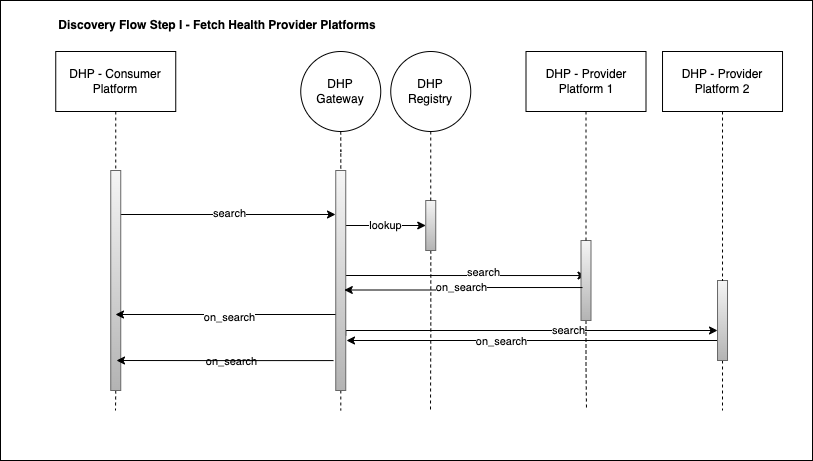 Discovery Flow Step I - Fetch Health Provider Platforms
DHP - Consumer
Platform
DHP
Gateway
DHP
Registry
DHP - Provider
Platform 1
DHP - Provider
Platform 2
search
lookup
search
on_search
on_search
search
on_search
on_search